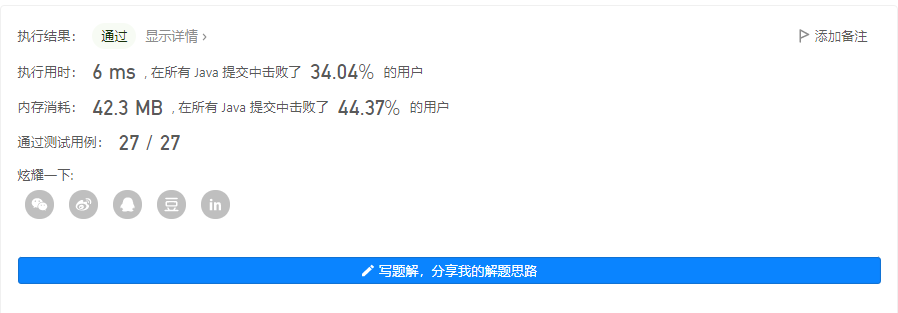 执行结果： 通过 显示详情 › 添加备注
执行用时： 6 ms , 在所有 Java 提交中击败了 34.04% 的用户
内存消耗： 42.3 MB , 在所有 Java 提交中击败了 44.37% 的用户
通过测试用例： 27 / 27
炫耀一下:
豆 in
写题解，分享我的解题思路